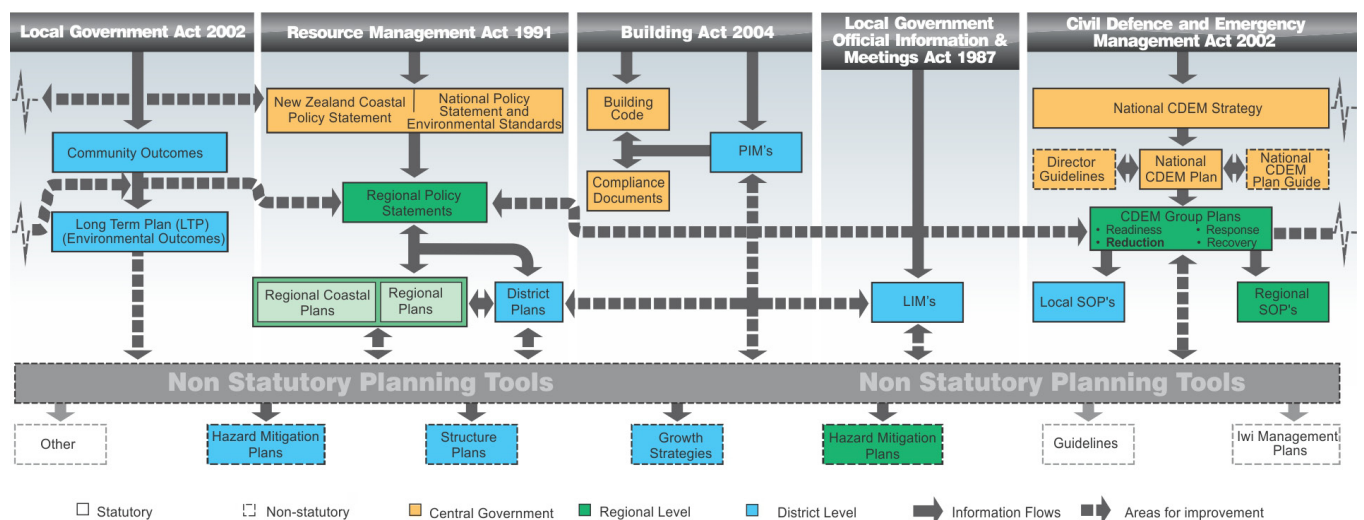 Local Government Act 2002
Resource Management Act 1991
Building Act 2004
Local Government
Official Information &
Meetings Act 1987
Civil Defence and Emergency
Management Act 2002
New Zealand Coastal
Policy Statement
National Policy
Statement and
Environmental Standards
Building
Code
National CDEM Strategy
Community Outcomes
PIM's
Director
Guidelines
National
CDEM Plan
National
CDEM
Plan Guide
Compliance
Documents
Regional Policy
Statements
Long Term Plan (LTP)
(Environmental Outcomes)
CDEM Group Plans
• Readiness
• Response
• Reduction
• Recovery
Regional Coastal
Plans
Regional
Plans
District
Plans
LIM's
Local SOP's
Regional
SOP's
Non Statutory Planning Tools
Non Statutory Planning Tools
Other
Hazard Mitigation
Plans
Structure
Plans
Growth
Strategies
Hazard Mitigation
Plans
Guidelines
Iwi Management
Plans
Statutory
Non-statutory
Central Government
Regional Level
District Level
Information Flows
Areas for improvement